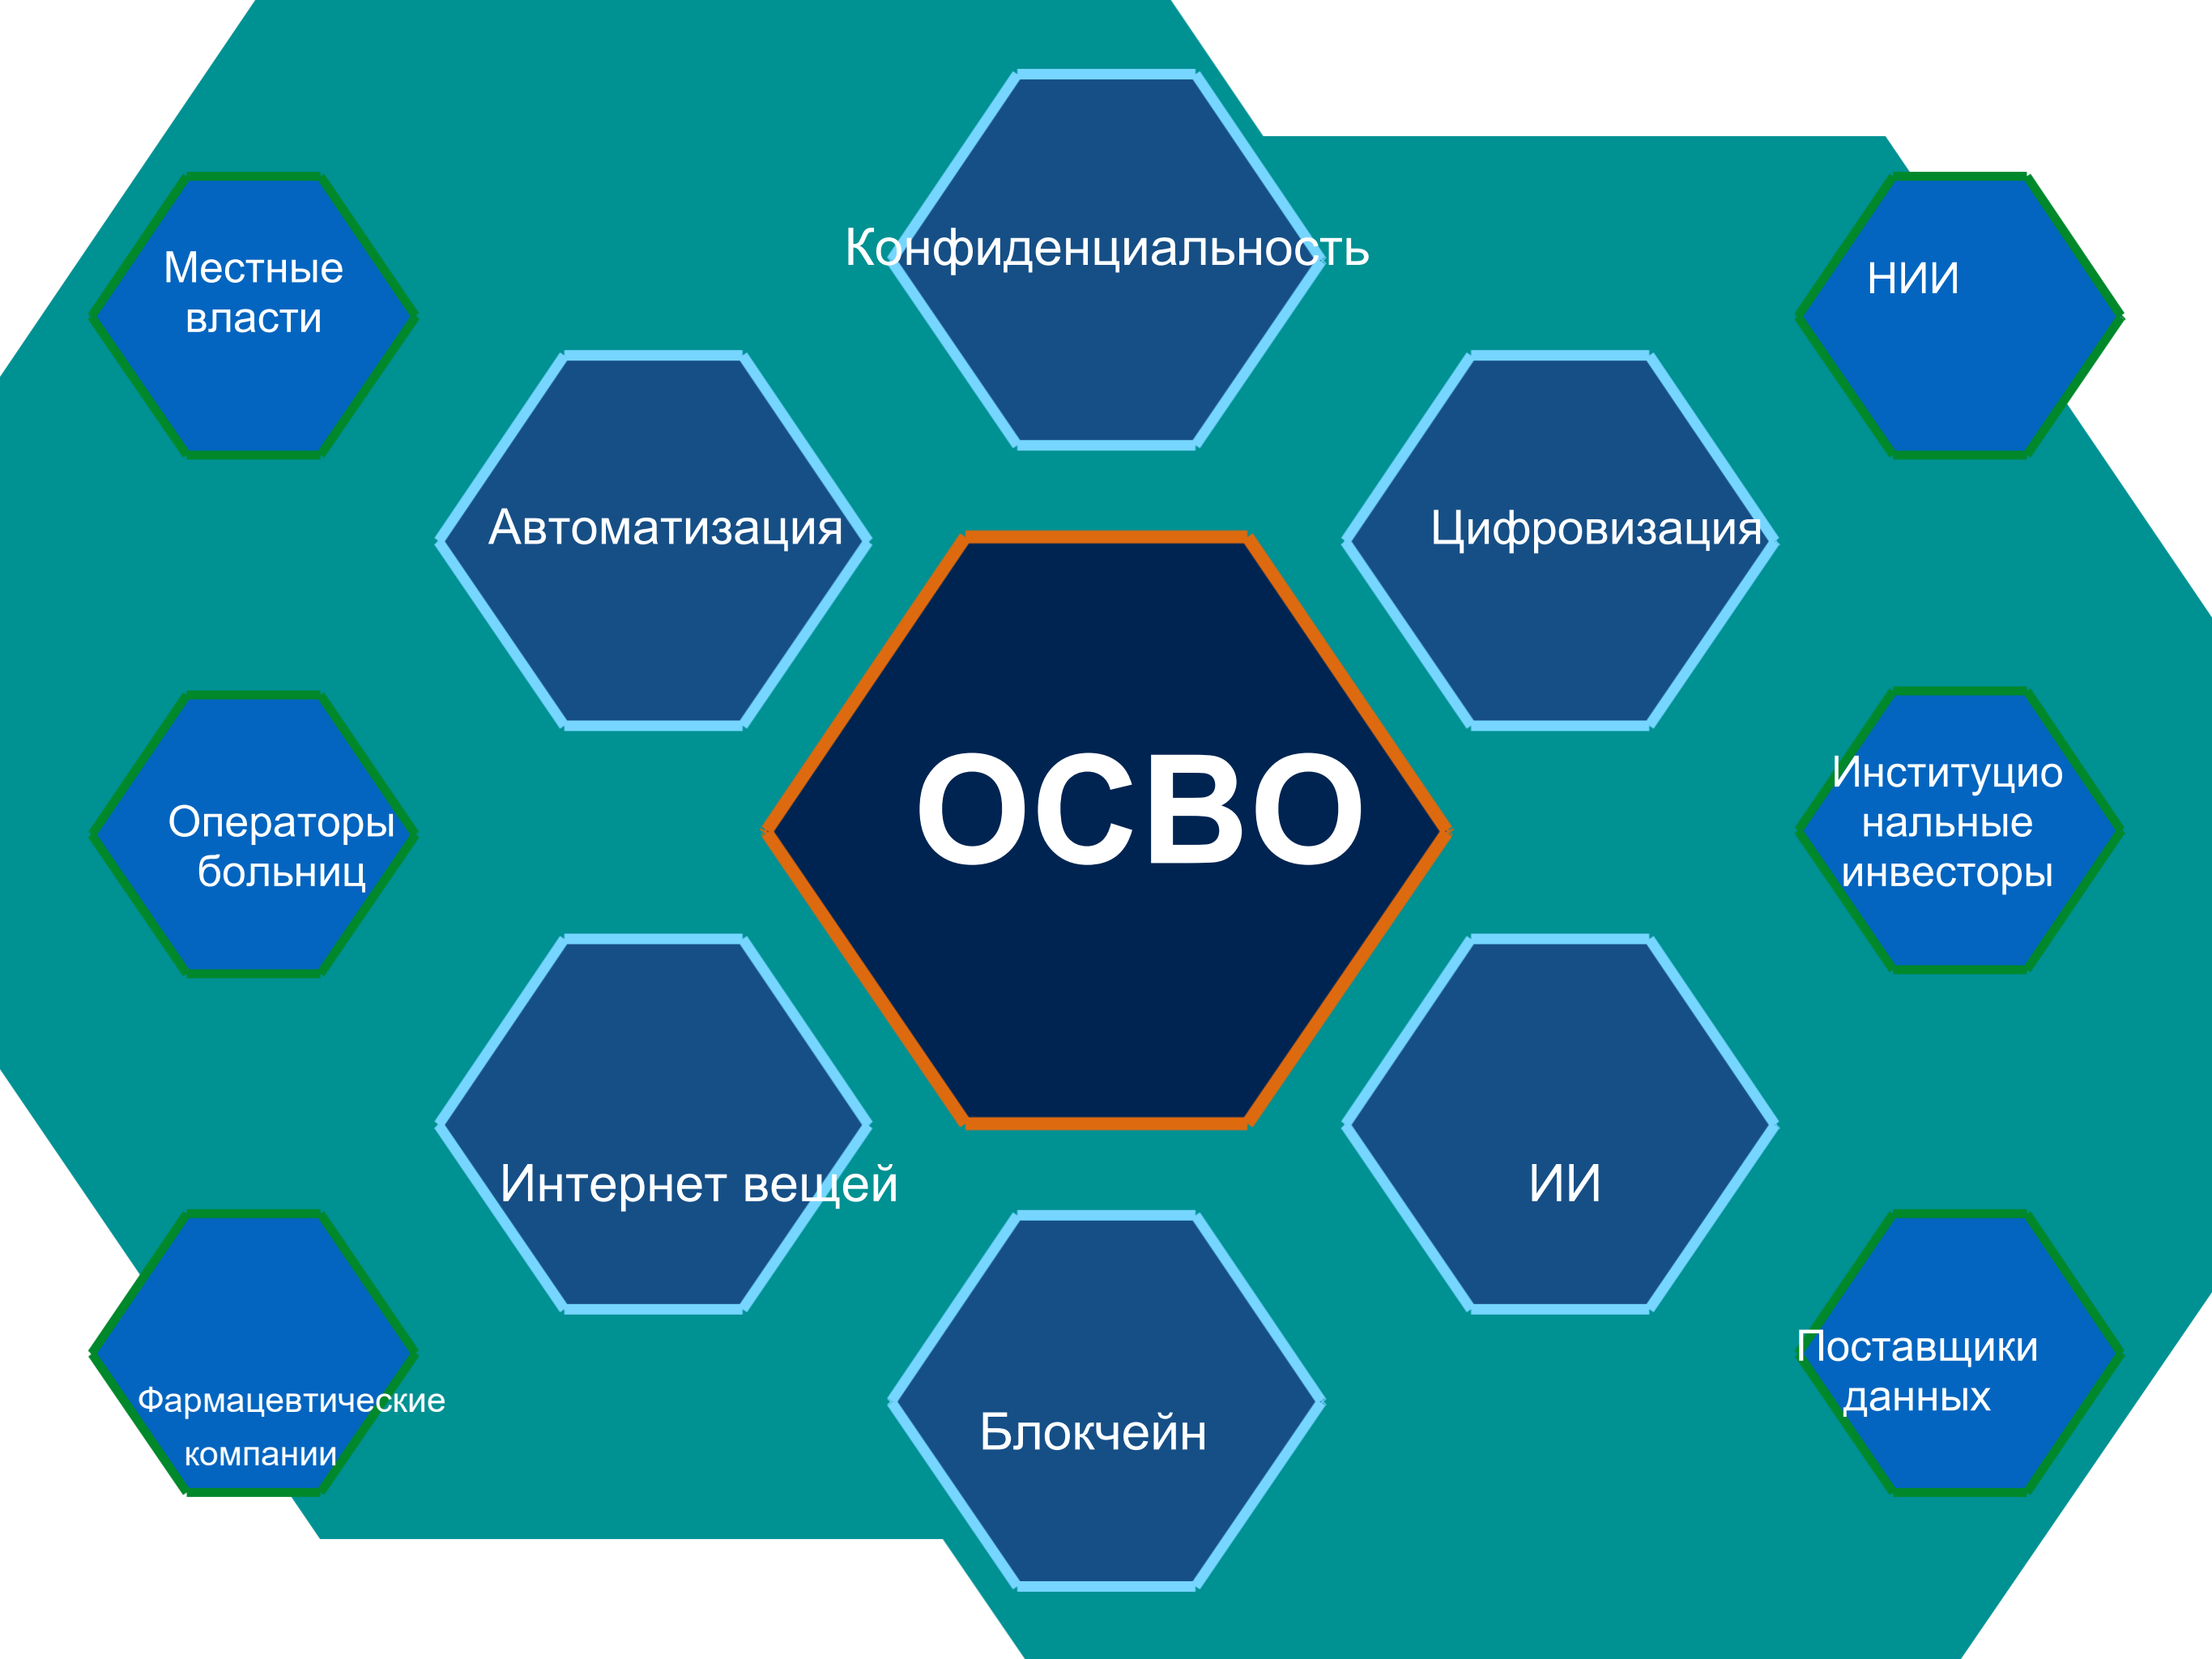 Конфиденциальность
Местные
власти
НИИ
Автоматизация
Цифровизация
ОСВО
Операторы
больниц
Институцио
нальные
инвесторы
Интернет вещей
ИИ
Фармацевтические
компании
Блокчейн
Поставщики
данных